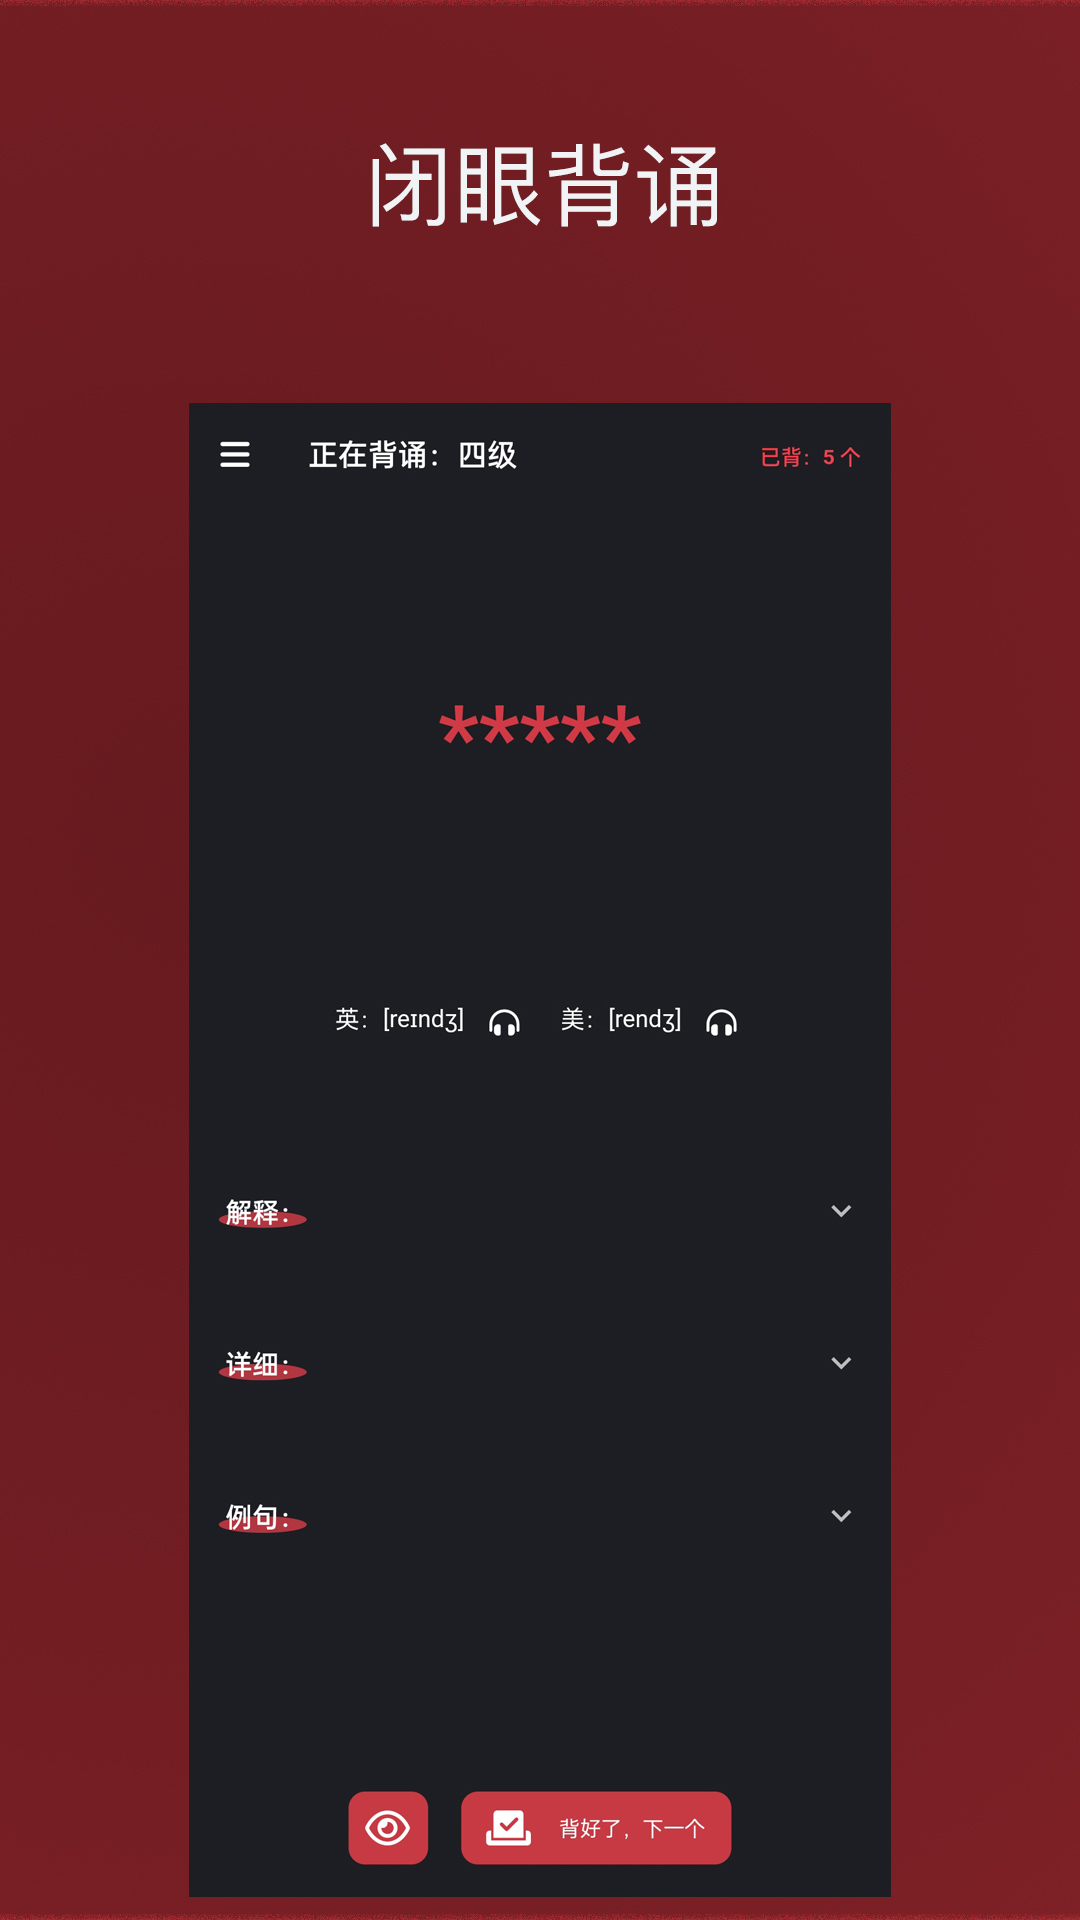 闭眼背诵
正在背诵：四级
已背：5 个
*****
英：[reɪndʒ]
美：[rendʒ]
解释：
详细：
例句：
背好了，下一个